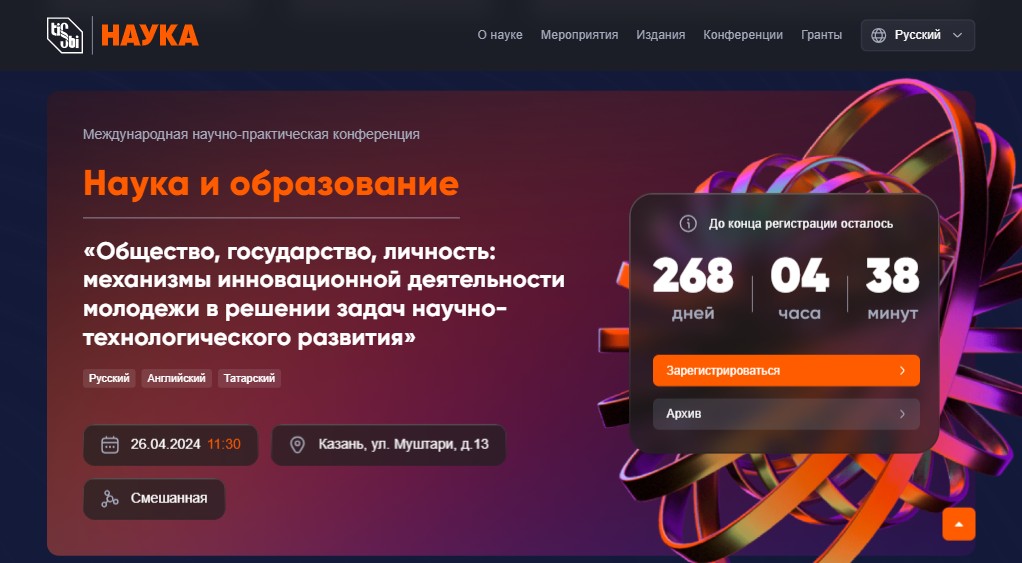 tisbi
НАУКА
О науке
Мероприятия
Издания
Конференции
Гранты
Русский
Международная научно-практическая конференция
Наука и образование
«Общество, государство, личность:
механизмы инновационной деятельности
молодежи в решении задач научно-
технологического развития»
Русский
Английский
Татарский
26.04.2024 11:30
Казань, ул. Муштари, д.13
Смешанная
До конца регистрации осталось
268 04 38
дней часа минут
Зарегистрироваться
Архив